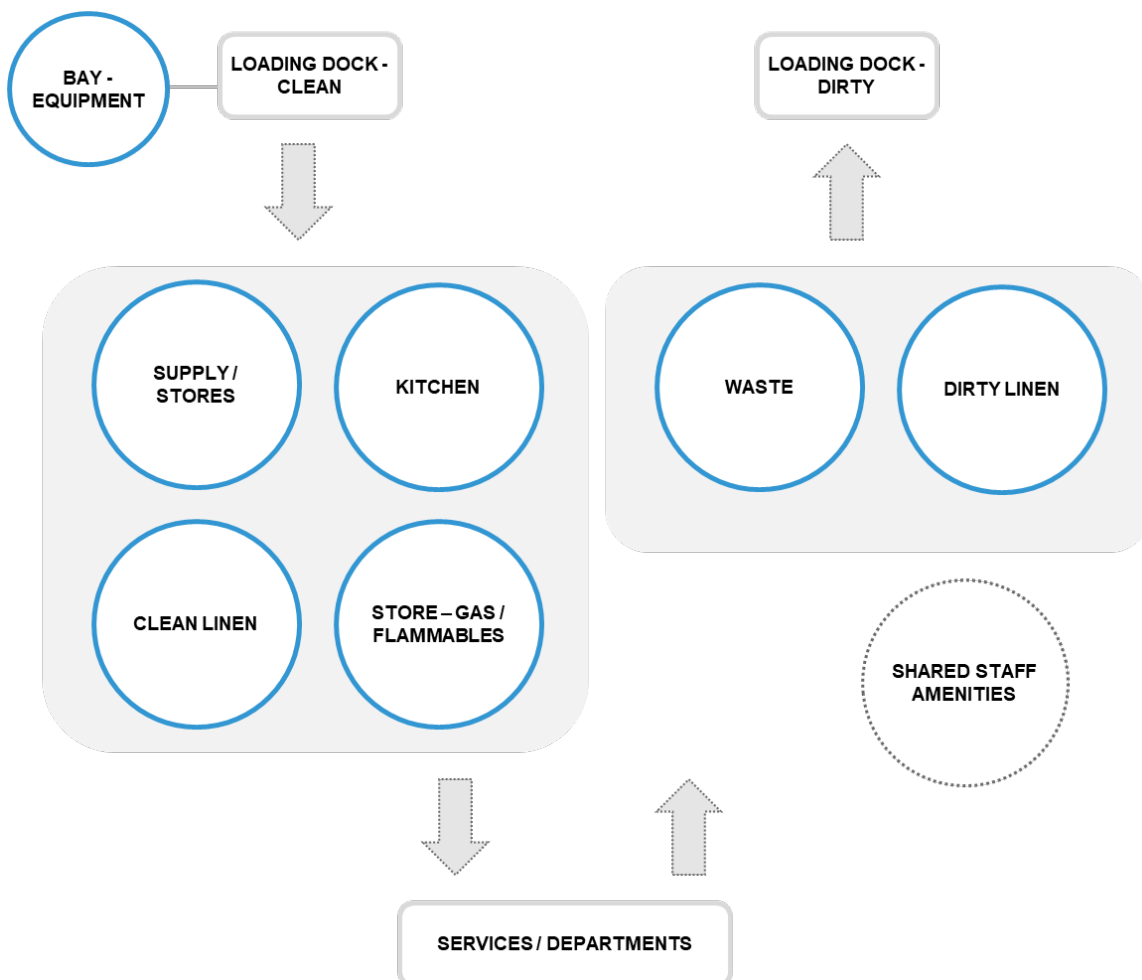 BAY -
EQUIPMENT
LOADING DOCK -
CLEAN
LOADING DOCK -
DIRTY
SUPPLY /
STORES
KITCHEN
WASTE
DIRTY LINEN
CLEAN LINEN
STORE – GAS /
FLAMMABLES
SHARED STAFF
AMENITIES
SERVICES / DEPARTMENTS